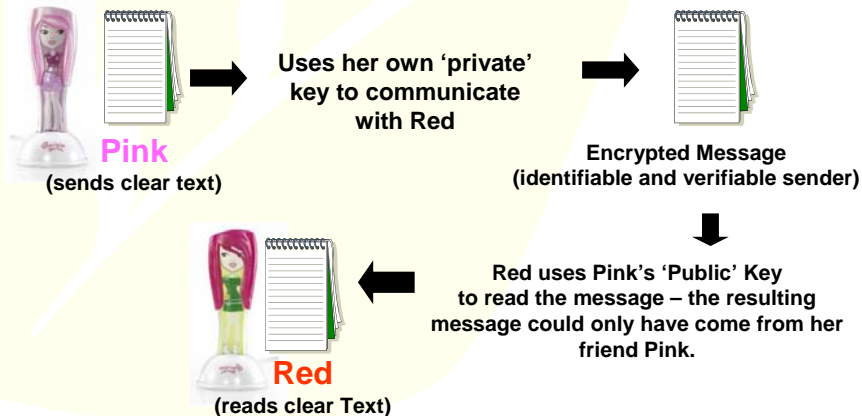 Uses her own ‘private’
key to communicate
with Red
Pink
(sends clear text)
Encrypted Message
(identifiable and verifiable sender)
Red uses Pink’s ‘Public’ Key
to read the message – the resulting
message could only have come from her
friend Pink.
Red
(reads clear Text)